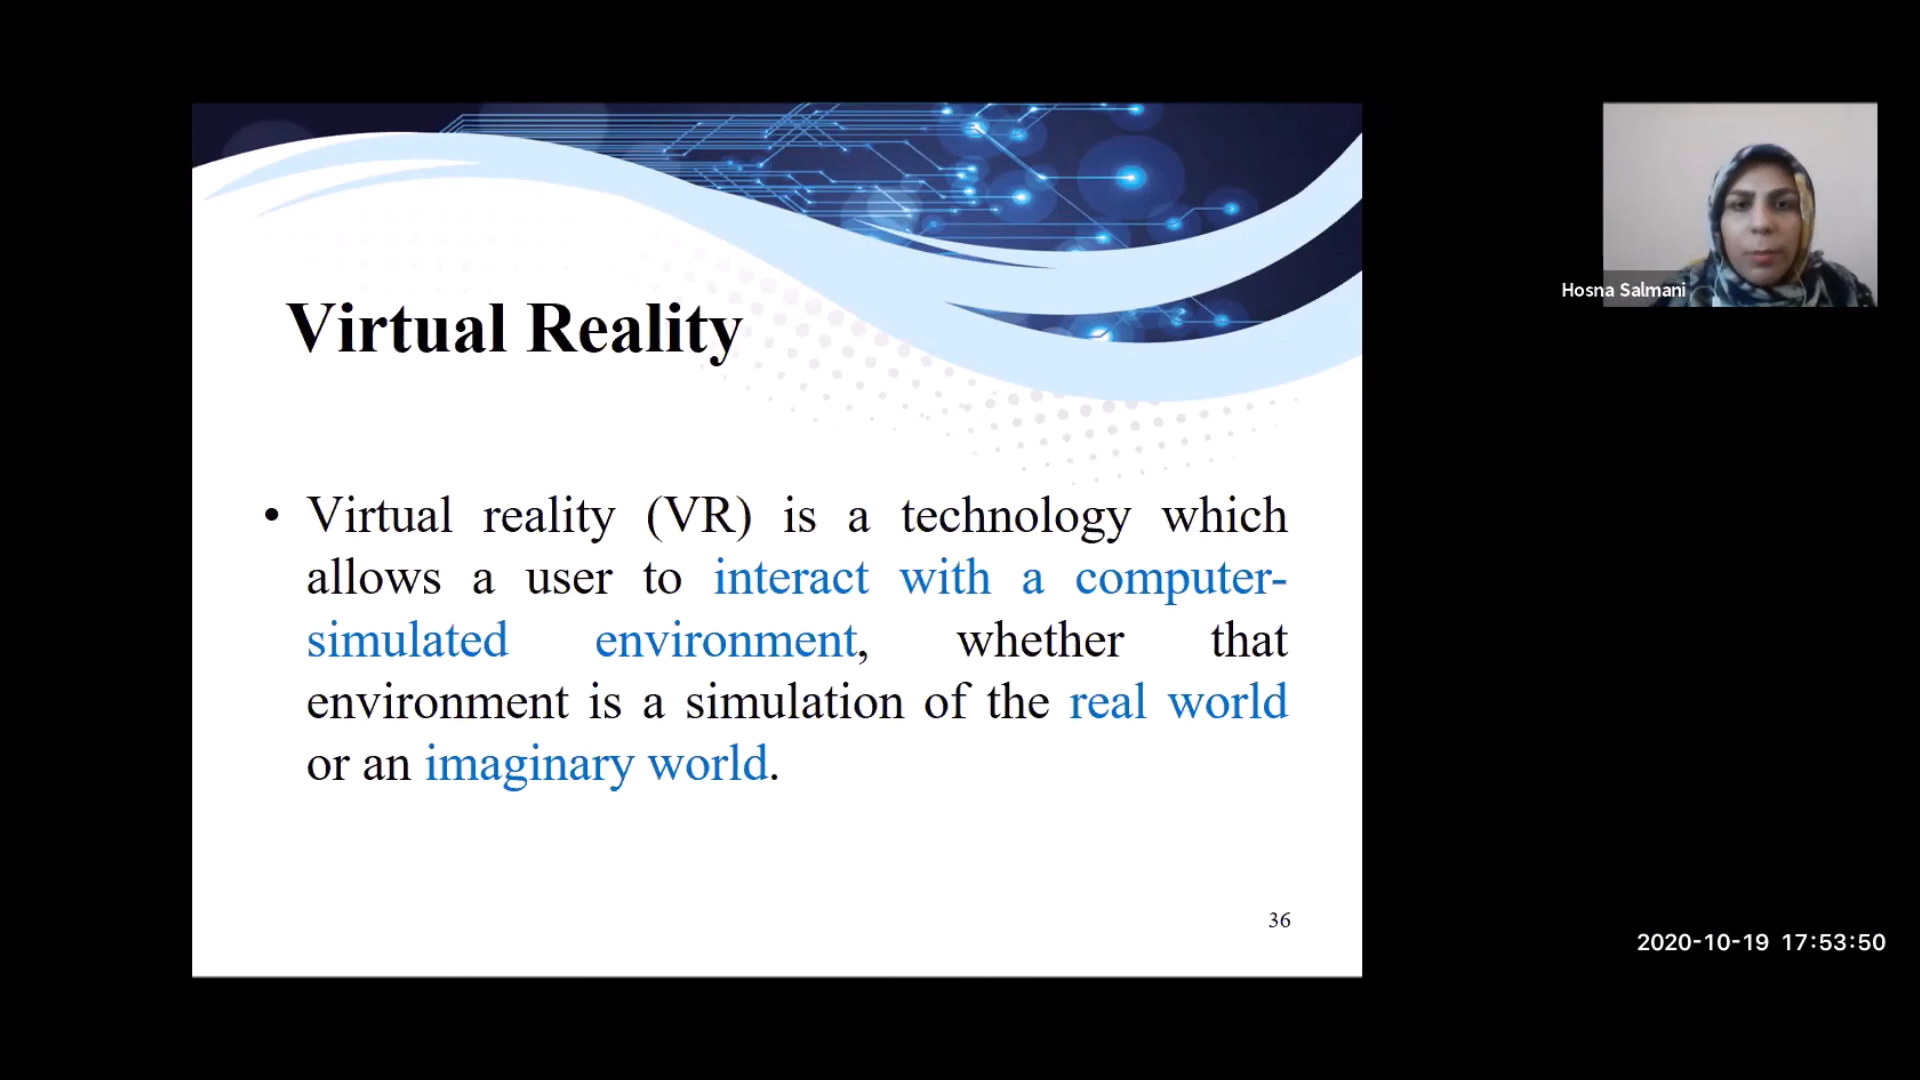 Virtual Reality
• Virtual reality (VR) is a technology which
allows a user to interact with a computer-
simulated environment, whether that
environment is a simulation of the real world
or an imaginary world.
36
Hosna Salmani
2020-10-19 17:53:50